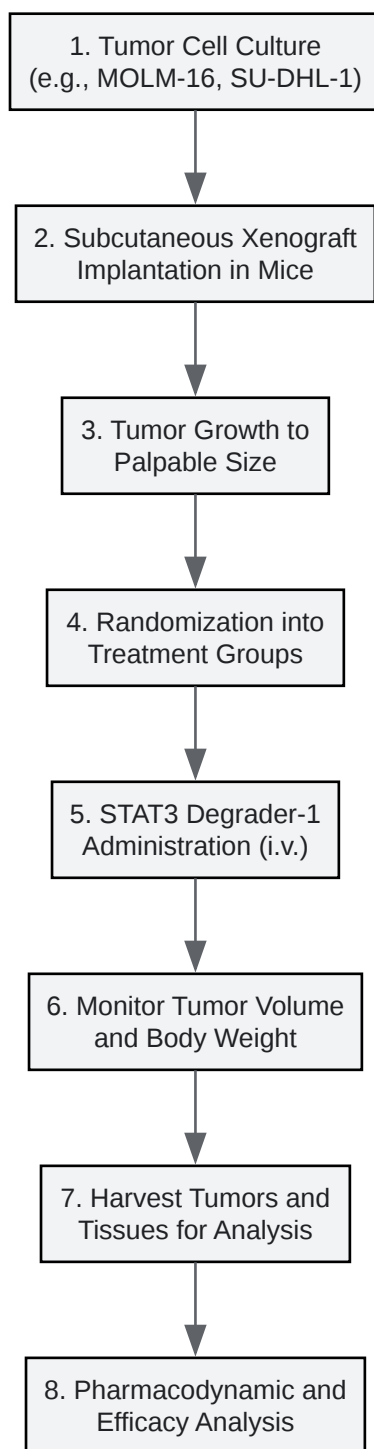 1. Tumor Cell Culture
(e.g., MOLM-16, SU-DHL-1)
2. Subcutaneous Xenograft
Implantation in Mice
3. Tumor Growth to
Palpable Size
4. Randomization into
Treatment Groups
5. STAT3 Degrader-1
Administration (i.v.)
6. Monitor Tumor Volume
and Body Weight
7. Harvest Tumors and
Tissues for Analysis
8. Pharmacodynamic and
Efficacy Analysis